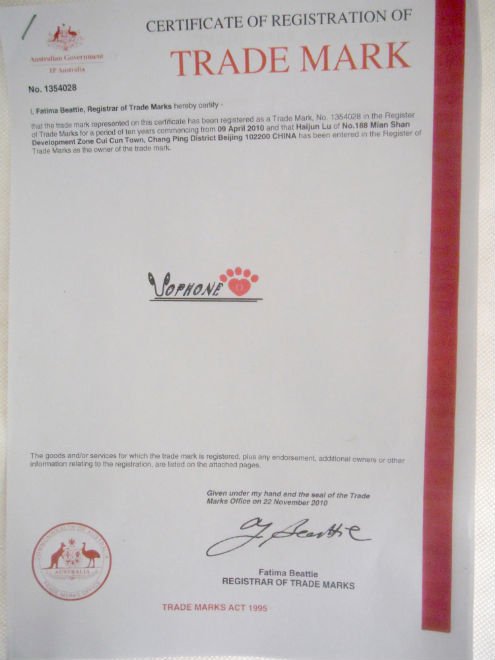 CERTIFICATE OF REGISTRATION OF
TRADE MARK
Australian Government
IP Australia
No. 1354028
I, Fatima Beattie, Registrar of Trade Marks hereby certify -
that the trade mark represented on this certificate has been registered as a Trade Mark, No. 1354028 in the Register
of Trade Marks for a period of ten years commencing from 09 April 2010 and that Haijun Lu of No.188 Mian Shan
Development Zone Cui Cun Town, Chang Ping District Beijing 102200 CHINA has been entered in the Register of
Trade Marks as the owner of the trade mark.
VOPHONE
The goods and/or services for which the trade mark is registered, plus any endorsement, additional owners or other
information relating to the registration, are listed on the attached pages.
Given under my hand and the seal of the Trade
Marks Office on 22 November 2010
Fatima Beattie
REGISTRAR OF TRADE MARKS
AUSTRALIA
TRADE MARKS ACT 1995